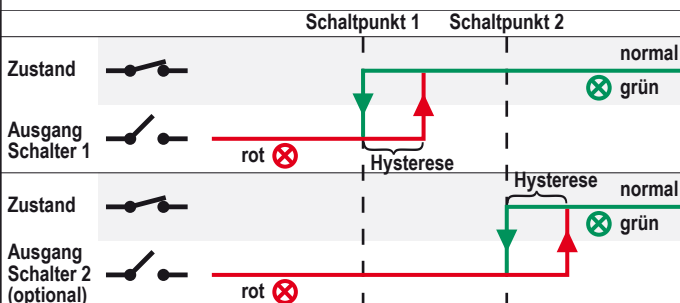 Schaltpunkt 1 Schaltpunkt 2
normal
Zustand
grün
Ausgang
Schalter 1
rot
Hysterese
Hysterese
normal
Zustand
grün
Ausgang
Schalter 2
(optional)
rot